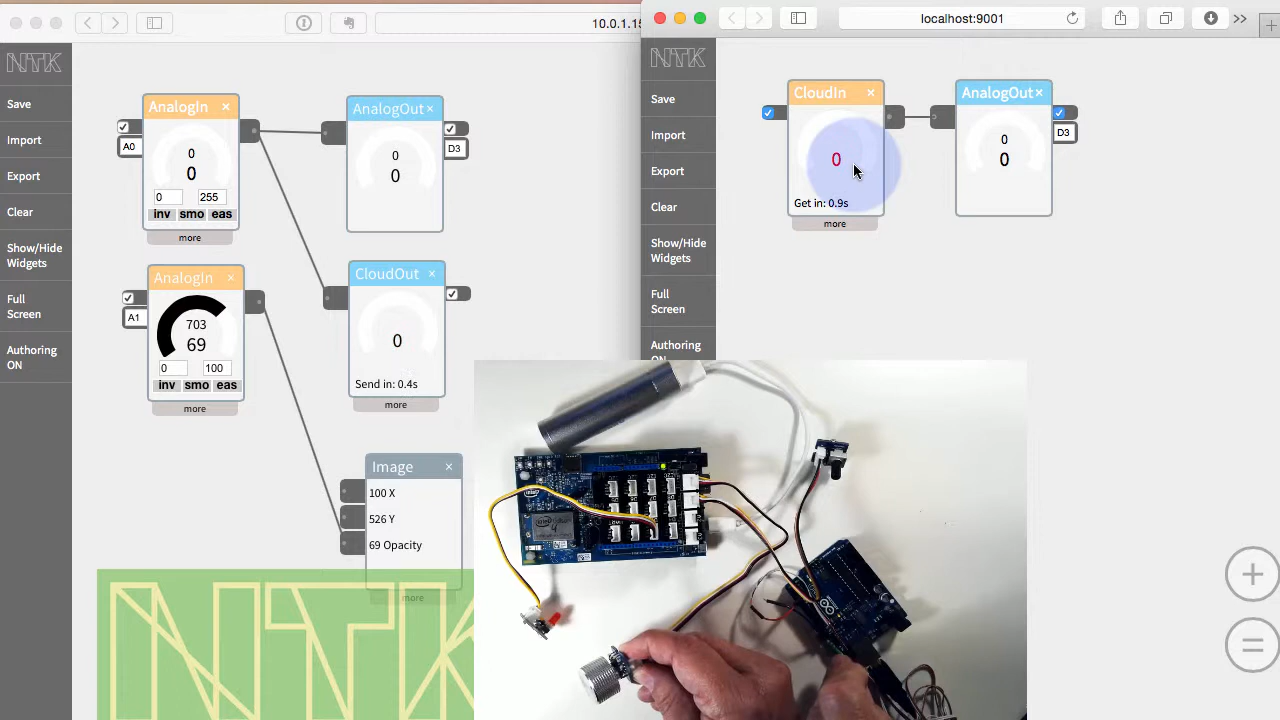 10.0.1.15
NTK
Save
Import
Export
Clear
Show/Hide
Widgets
Full
Screen
Authoring
ON
AnalogIn ×
A0
0
0
0 255
inv smo eas
more
AnalogOut ×
D3
0
0
AnalogIn ×
A1
703
69
0 100
inv smo eas
more
CloudOut ×
0
Send in: 0.4s
more
Image ×
100 X
526 Y
69 Opacity
more
NTK
localhost:9001
NTK
Save
Import
Export
Clear
Show/Hide
Widgets
Full
Screen
Authoring
ON
CloudIn ×
0
Get in: 0.9s
more
AnalogOut ×
D3
0
0